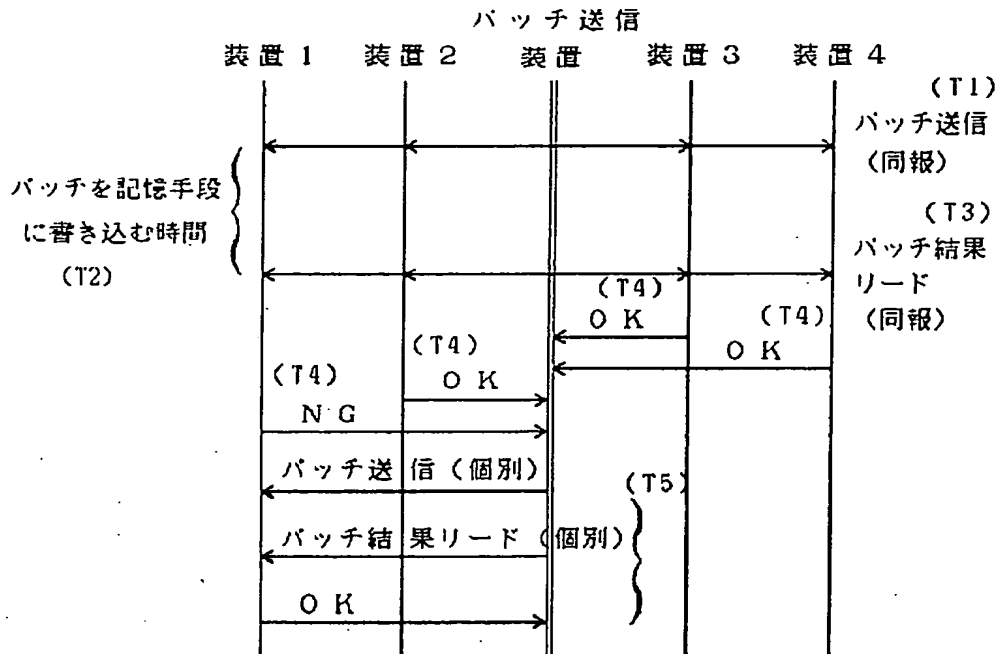 パッチ送信
装置1 装置2 装置 装置3 装置4
(T1)
パッチ送信
(同報)
パッチを記憶手段
に書き込む時間
(T2)
(T3)
パッチ結果
リード
(同報)
(T4)
OK
(T4)
OK
(T4)
OK
(T4)
NG
パッチ送信(個別)
(T5)
パッチ結果リード(個別)
OK